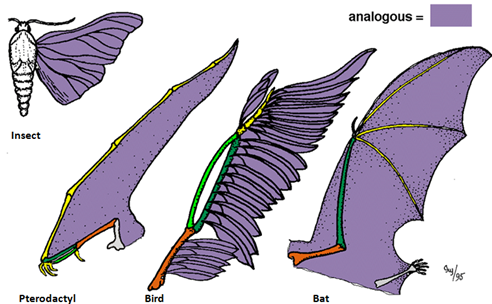 analogous =
Insect
Pterodactyl
Bird
Bat